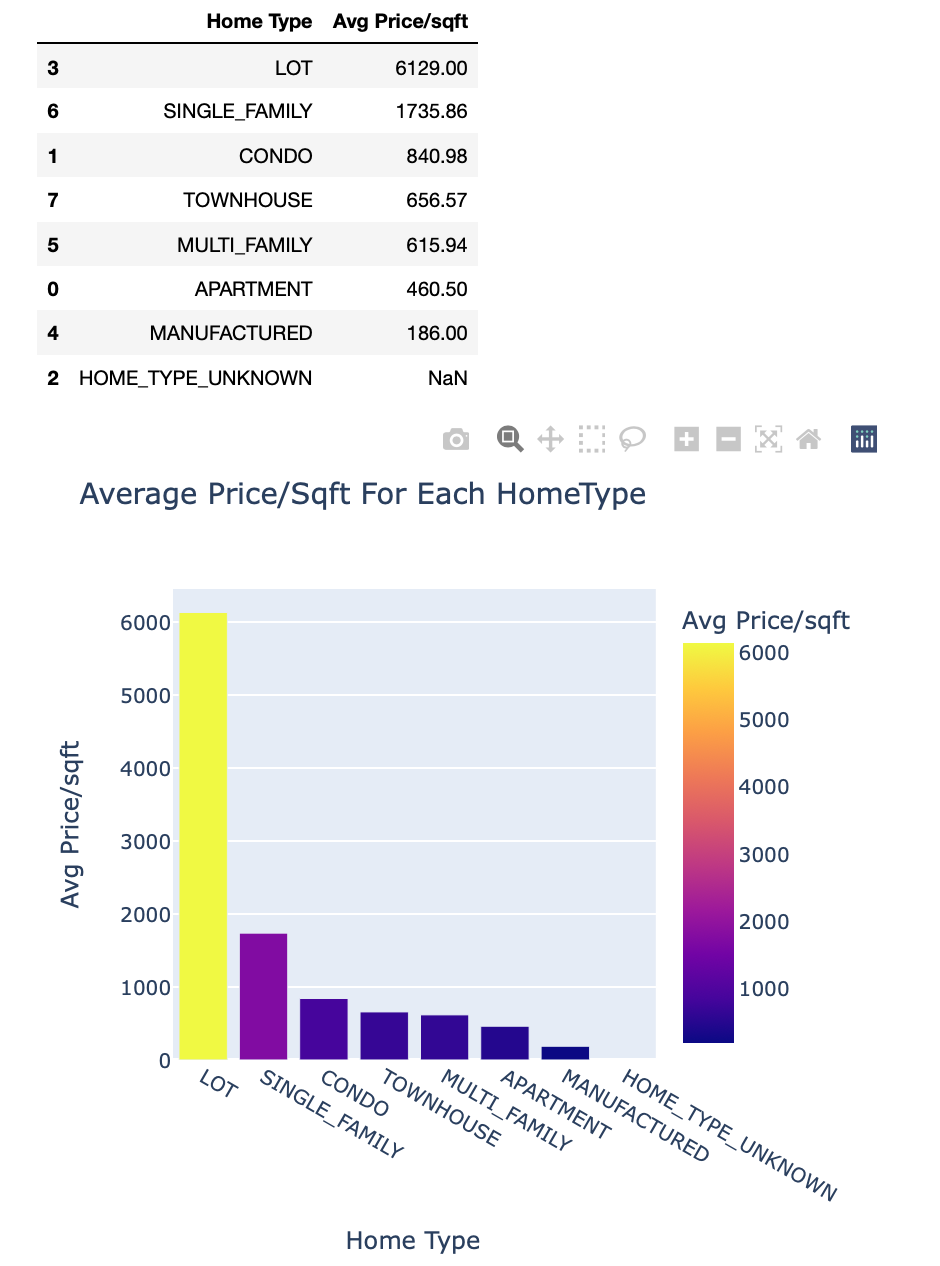 Home Type Avg Price/sqft
3 LOT 6129.00
6 SINGLE_FAMILY 1735.86
1 CONDO 840.98
7 TOWNHOUSE 656.57
5 MULTI_FAMILY 615.94
0 APARTMENT 460.50
4 MANUFACTURED 186.00
2 HOME_TYPE_UNKNOWN NaN
Average Price/Sqft For Each HomeType
Avg Price/sqft
6000
5000
4000
3000
2000
1000
0
LOT
SINGLE_FAMILY
CONDO
TOWNHOUSE
MULTI_FAMILY
APARTMENT
MANUFACTURED
HOME_TYPE_UNKNOWN
Home Type
Avg Price/sqft
6000
5000
4000
3000
2000
1000